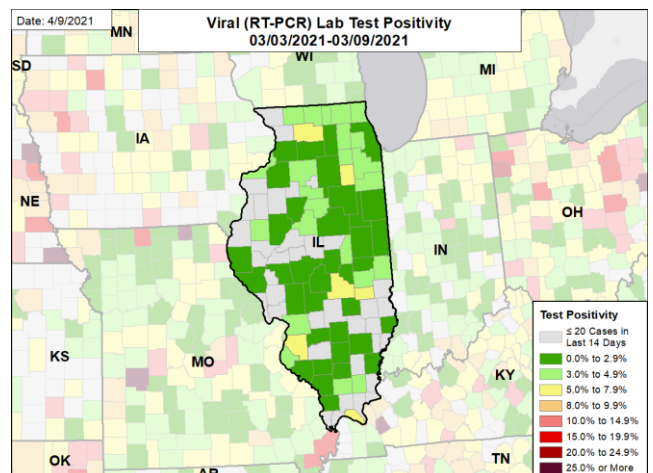 Date: 4/9/2021
Viral (RT-PCR) Lab Test Positivity
03/03/2021-03/09/2021
MN
WI
SD
MI
IA
NE
OH
IL
IN
KS
MO
KY
OK
AR
TN
Test Positivity
≤ 20 Cases in
Last 14 Days
0.0% to 2.9%
3.0% to 4.9%
5.0% to 7.9%
8.0% to 9.9%
10.0% to 14.9%
15.0% to 19.9%
20.0% to 24.9%
25.0% or More